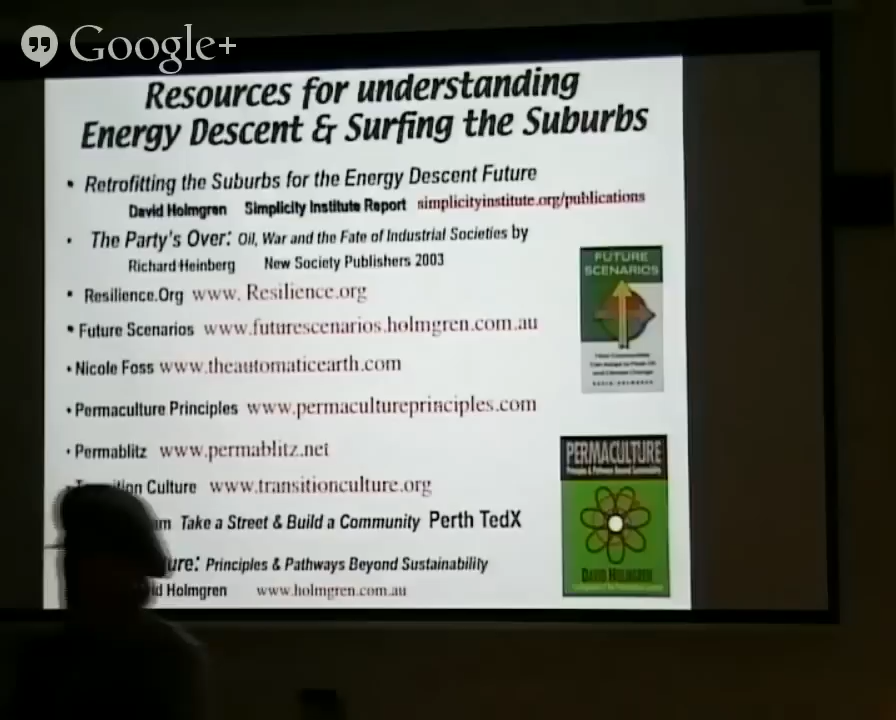 Google+
Resources for understanding
Energy Descent & Surfing the Suburbs
• Retrofitting the Suburbs for the Energy Descent Future
David Holmgren Simplicity Institute Report simplicityinstitute.org/publications
• The Party's Over: Oil, War and the Fate of Industrial Societies by
Richard Heinberg New Society Publishers 2003
• Resilience.Org www. Resilience.org
• Future Scenarios www.futurescenarios.holmgren.com.au
• Nicole Foss www.theautomaticearth.com
• Permaculture Principles www.permacultureprinciples.com
• Permablitz www.permablitz.net
Culture www.transitionculture.org
Take a Street & Build a Community Perth TedX
ure: Principles & Pathways Beyond Sustainability
Holmgren www.holmgren.com.au
FUTURE
SCENARIOS
PERMACULTURE
Principles & Pathways Beyond Sustainability
DAVID HOLMGREN